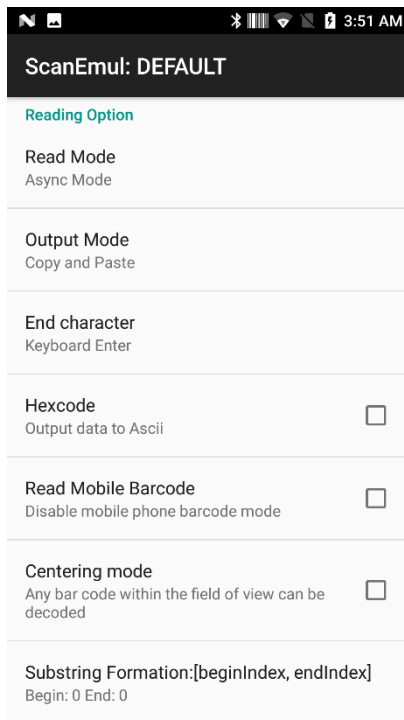 3:51 AM
ScanEmul: DEFAULT
Reading Option
Read Mode
Async Mode
Output Mode
Copy and Paste
End character
Keyboard Enter
Hexcode
Output data to Ascii
Read Mobile Barcode
Disable mobile phone barcode mode
Centering mode
Any bar code within the field of view can be
decoded
Substring Formation:[beginIndex, endIndex]
Begin: 0 End: 0